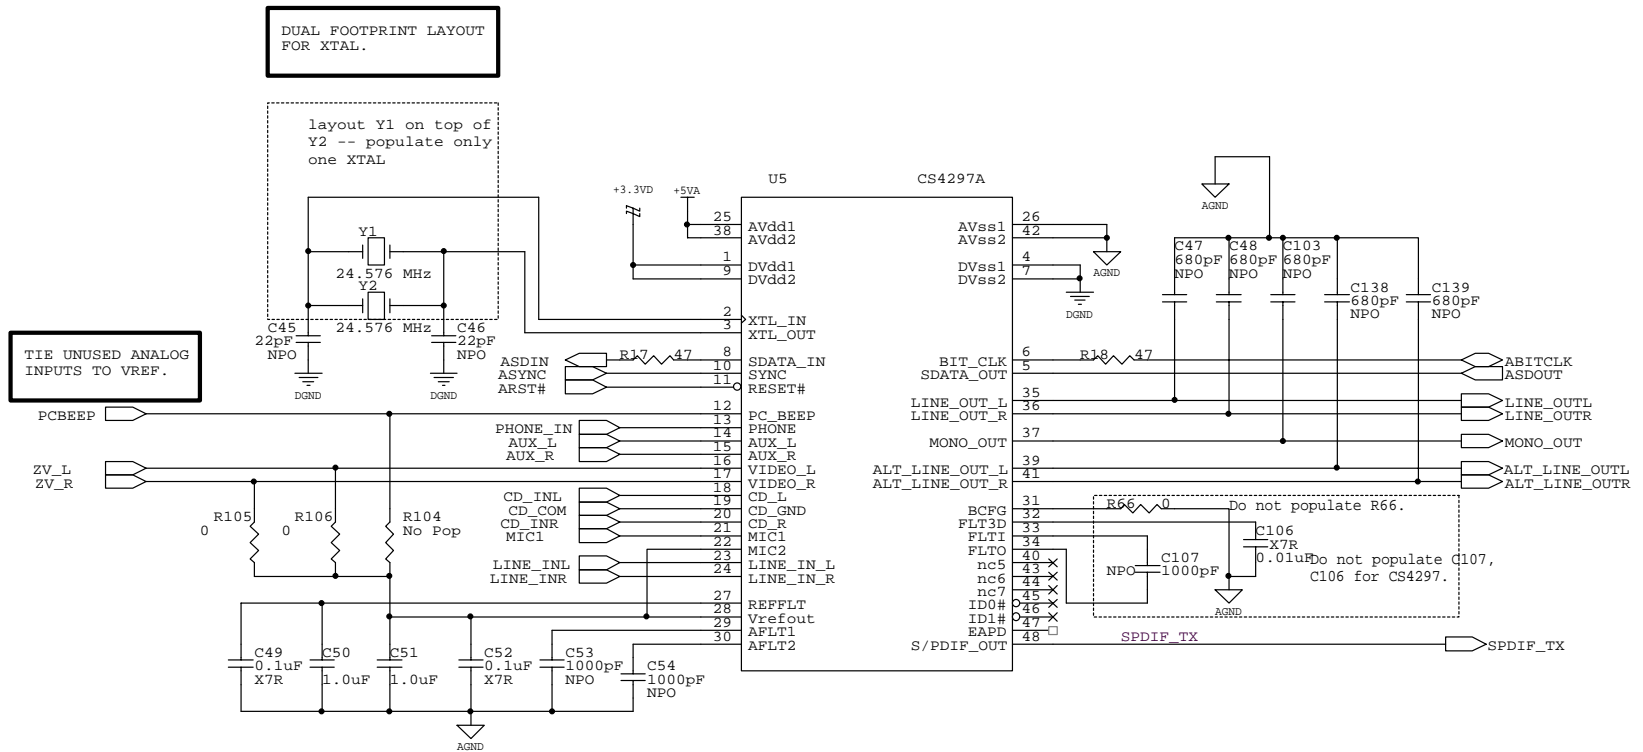 DUAL FOOTPRINT LAYOUT
FOR XTAL.
layout Y1 on top of
Y2 -- populate only
one XTAL
Y1
24.576 MHz
Y2
24.576 MHz
C45
22pF
NPO
C46
22pF
NPO
DGND
DGND
TIE UNUSED ANALOG
INPUTS TO VREF.
+3.3VD
+5VA
U5
CS4297A
25
AVdd1
38
AVdd2
1
DVdd1
9
DVdd2
2
XTL_IN
3
XTL_OUT
ASDIN
R17
47
8
SDATA_IN
ASYNC
10
SYNC
ARST#
11
RESET#
PCBEEP
12
PC_BEEP
PHONE_IN
13
PHONE
AUX_L
14
AUX_L
AUX_R
15
AUX_R
ZV_L
16
VIDEO_L
ZV_R
17
VIDEO_R
CD_INL
18
CD_L
CD_COM
19
CD_GND
CD_INR
20
CD_R
MIC1
21
MIC1
22
MIC2
LINE_INL
23
LINE_IN_L
LINE_INR
24
LINE_IN_R
R105
0
R106
0
R104
No Pop
27
REFFLT
28
Vrefout
29
AFLT1
30
AFLT2
C49
0.1uF
X7R
C50
1.0uF
C51
1.0uF
C52
0.1uF
X7R
C53
1000pF
NPO
C54
1000pF
NPO
AGND
AVss1
26
AVss2
42
AGND
DVss1
4
DVss2
7
DGND
AGND
C47
680pF
NPO
C48
680pF
NPO
C103
680pF
NPO
C138
680pF
NPO
C139
680pF
NPO
BIT_CLK
6
R18
47
ABITCLK
SDATA_OUT
5
ASDOUT
LINE_OUT_L
35
LINE_OUTL
LINE_OUT_R
36
LINE_OUTR
MONO_OUT
37
MONO_OUT
ALT_LINE_OUT_L
39
ALT_LINE_OUTL
ALT_LINE_OUT_R
41
ALT_LINE_OUTR
BCFG
31
R66
0
Do not populate R66.
FLT3D
32
FLTI
33
FLTO
34
C106
X7R
0.01uF
C107
1000pF
NPO
Do not populate C107,
C106 for CS4297.
AGND
nc5
40
nc6
43
nc7
44
ID0#
45
ID1#
46
EAPD
47
S/PDIF_OUT
48
SPDIF_TX
SPDIF_TX